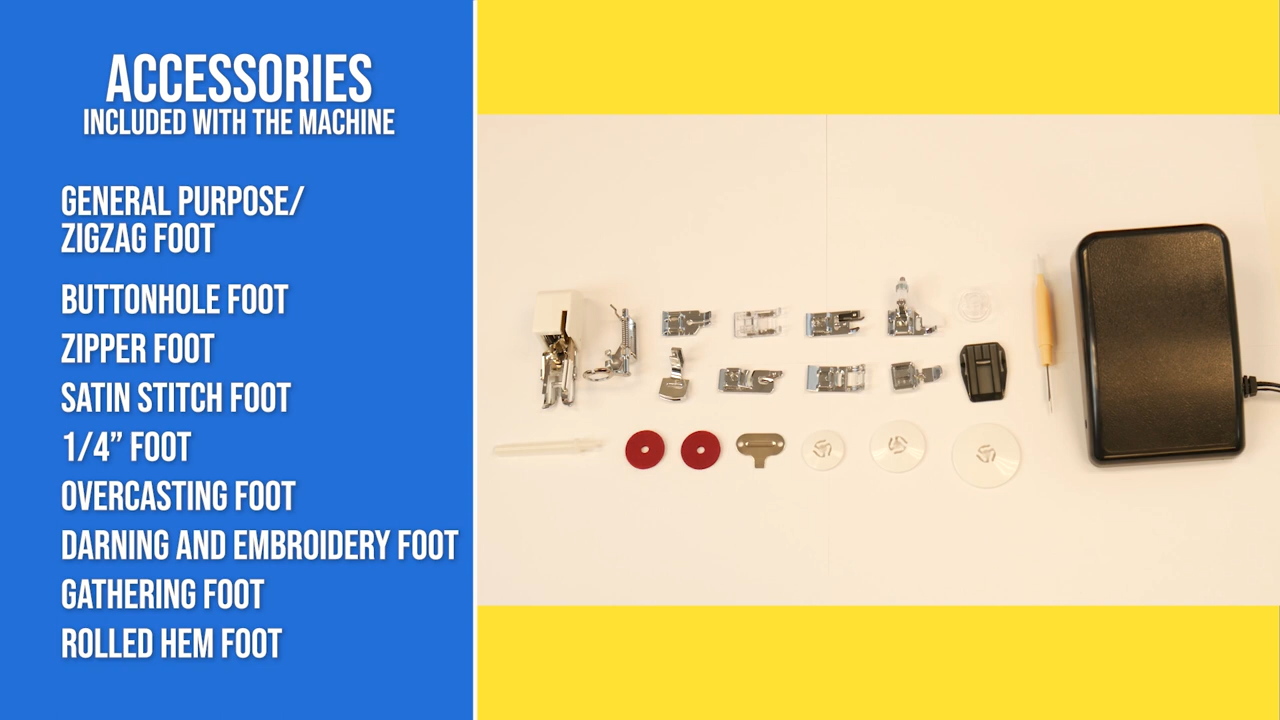 ACCESSORIES
INCLUDED WITH THE MACHINE
GENERAL PURPOSE/
ZIGZAG FOOT
BUTTONHOLE FOOT
ZIPPER FOOT
SATIN STITCH FOOT
1/4” FOOT
OVERCASTING FOOT
DARNING AND EMBROIDERY FOOT
GATHERING FOOT
ROLLED HEM FOOT